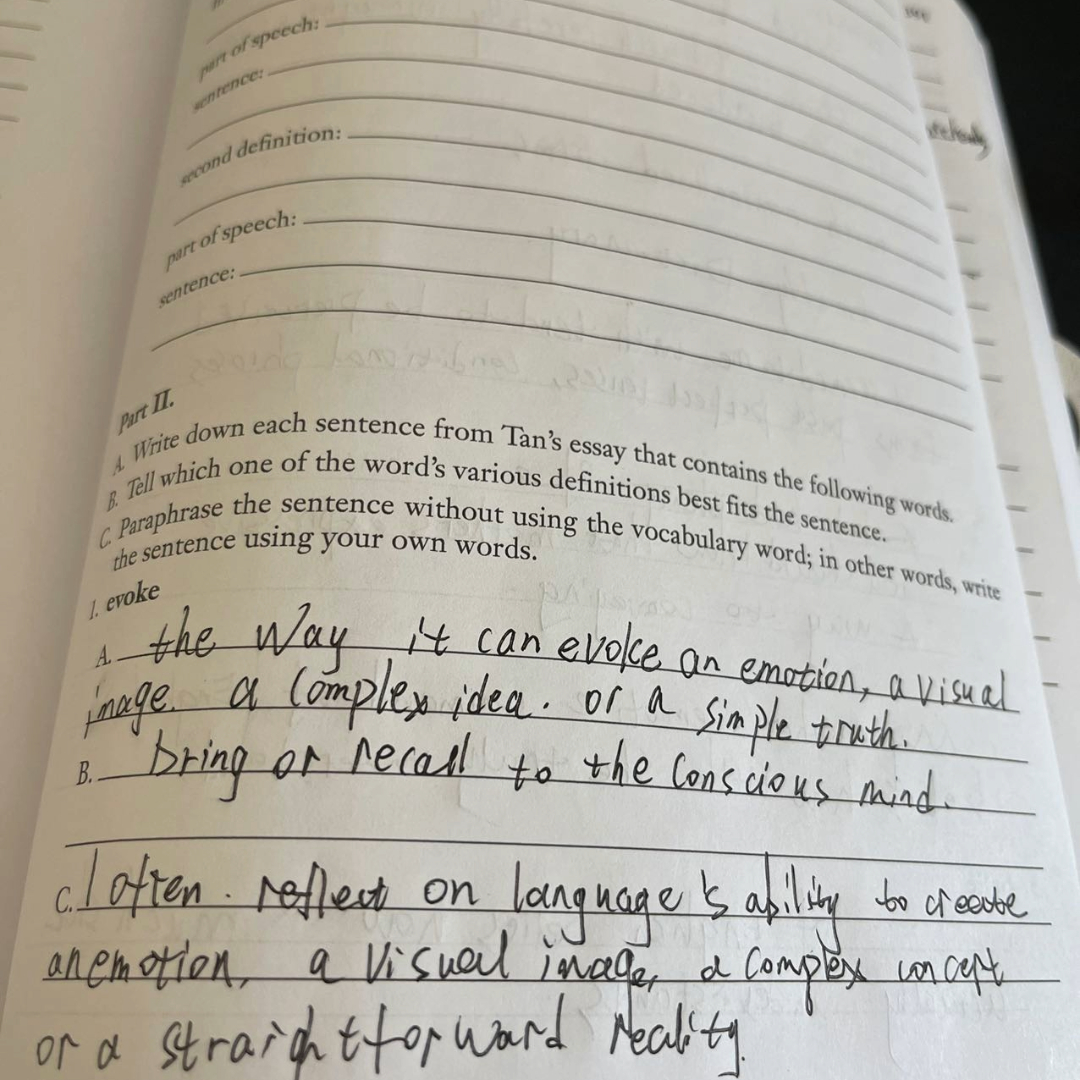 part of speech:
sentence:
second definition:
part of speech:
sentence:
Part II.
A. Write down each sentence from Tan's essay that contains the following words.
B. Tell which one of the word's various definitions best fits the sentence.
C. Paraphrase the sentence without using the vocabulary word; in other words, write
the sentence using your own words.
1. evoke
A. the way it can evoke an emotion, a visual
image. a complex idea. or a simple truth.
B. bring or recall to the conscious mind.
C. I often. reflect on language's ability to create
an emotion, a visual image, a complex concept
or a straightforward reality.